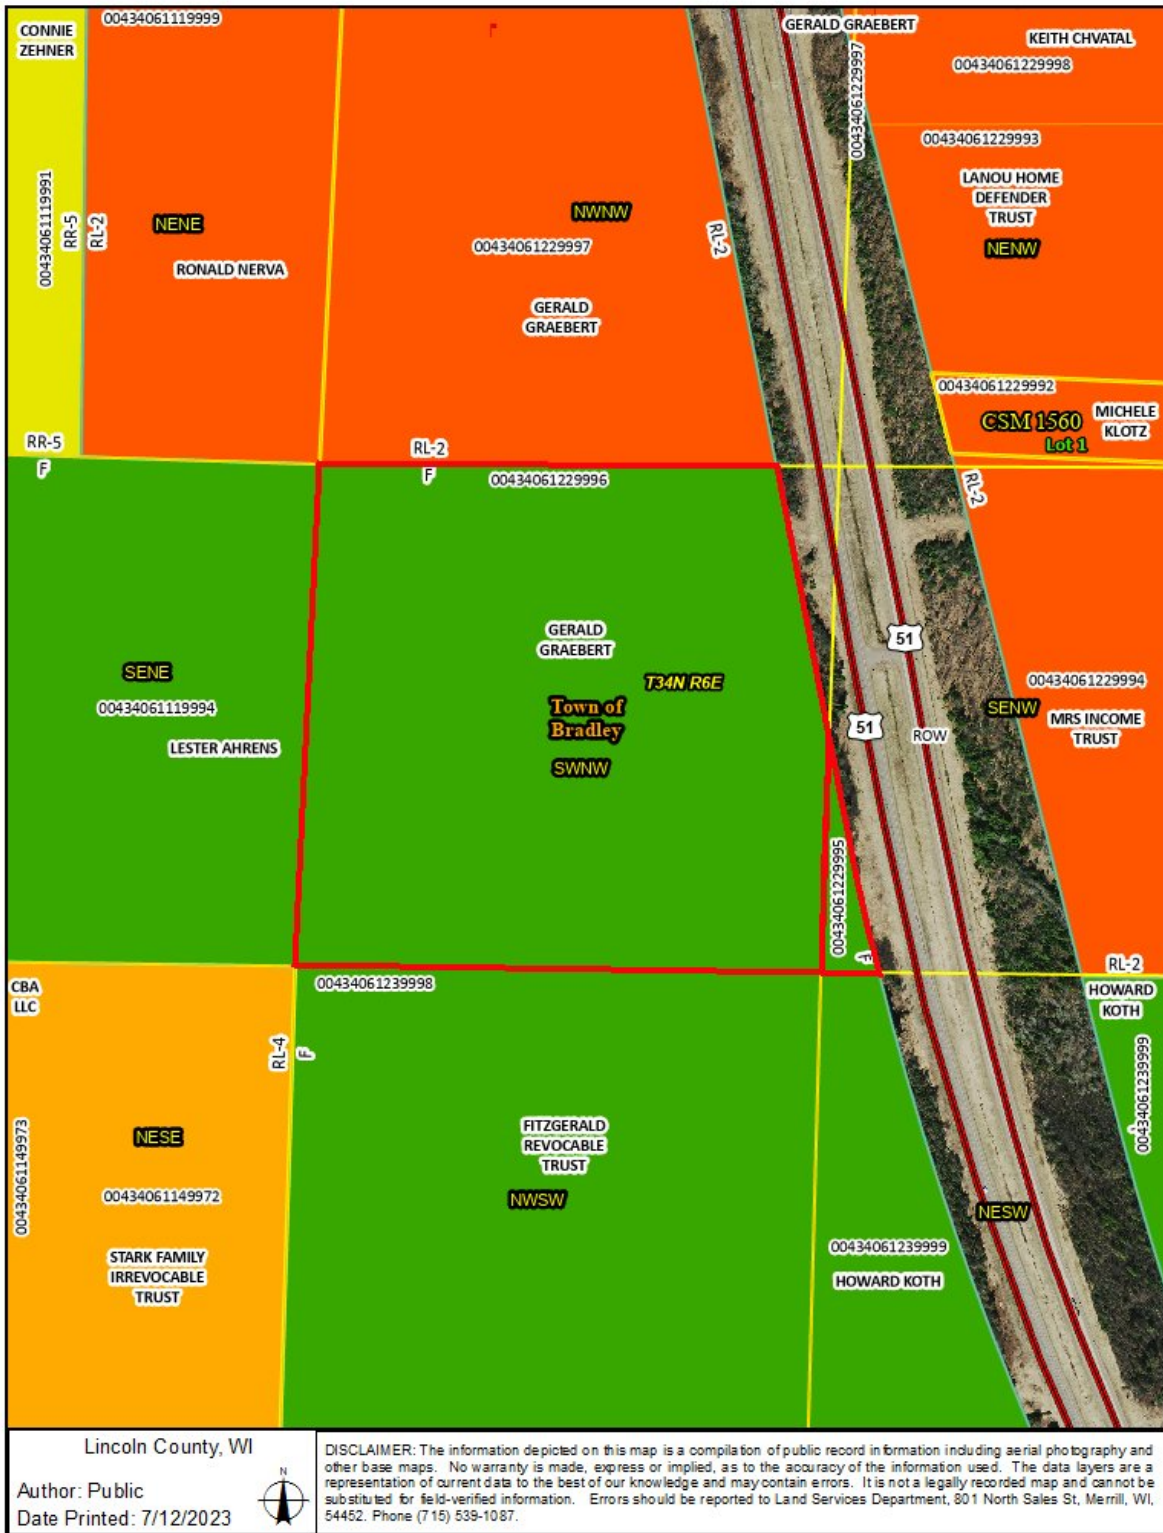 CONNIE
ZEHNER
00434061119999
GERALD GRAEBERT
KEITH CHVATAL
00434061229998
00434061229997
00434061229993
LANOU HOME
DEFENDER
TRUST
NENW
00434061119991
RR-5
RL-2
NENE
RONALD NERVA
NWNW
00434061229997
GERALD
GRAEBERT
RL-2
00434061229992
CSM 1560
Lot 1
MICHELE
KLOTZ
RR-5
F
RL-2
F
00434061229996
RL-2
GERALD
GRAEBERT
T34N R6E
Town of
Bradley
SWNW
SENE
00434061119994
LESTER AHRENS
51
51
ROW
00434061229994
SENW
MRS INCOME
TRUST
00434061229995
F
RL-2
CBA
LLC
00434061239998
HOWARD
KOTH
RL-4
F
00434061239999
00434061149973
NESE
00434061149972
STARK FAMILY
IRREVOCABLE
TRUST
FITZGERALD
REVOCABLE
TRUST
NWSW
NESW
00434061239999
HOWARD KOTH
Lincoln County, WI
Author: Public
Date Printed: 7/12/2023
N
DISCLAIMER: The information depicted on this map is a compilation of public record information including aerial photography and
other base maps. No warranty is made, express or implied, as to the accuracy of the information used. The data layers are a
representation of current data to the best of our knowledge and may contain errors. It is not a legally recorded map and cannot be
substituted for field-verified information. Errors should be reported to Land Services Department, 801 North Sales St, Merrill, WI,
54452. Phone (715) 539-1087.